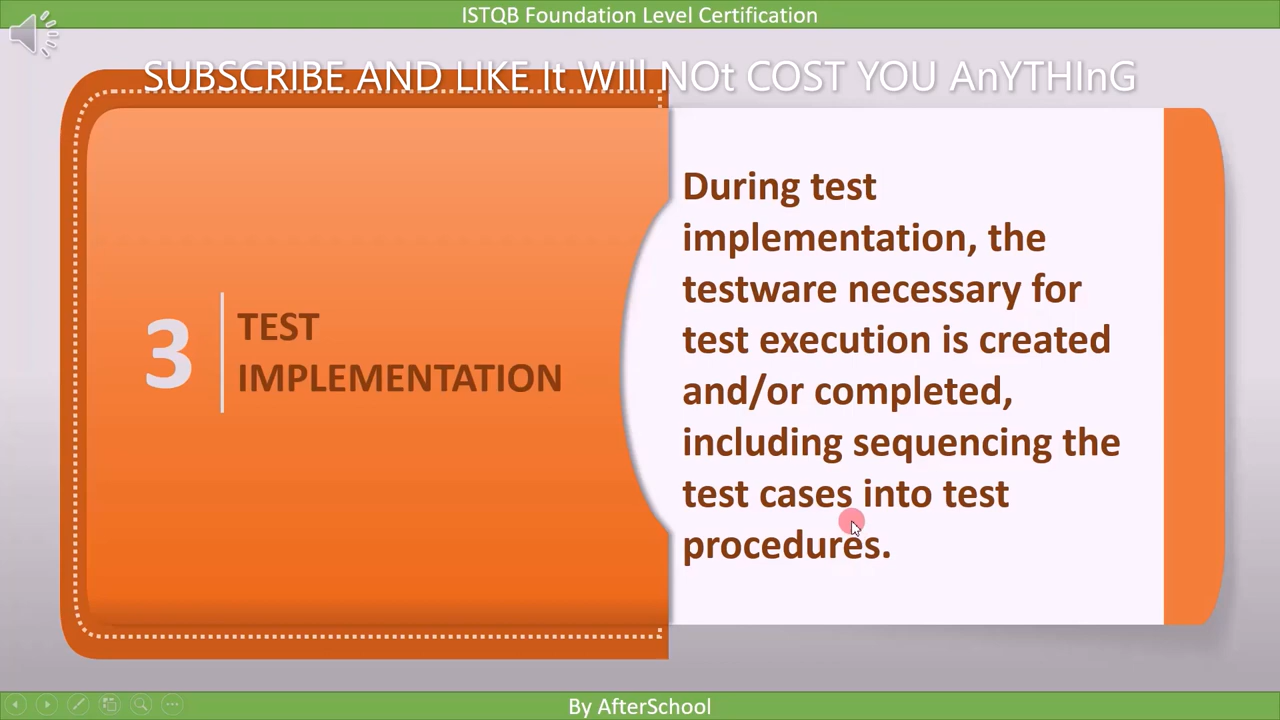 ISTQB Foundation Level Certification
SUBSCRIBE AND LIKE It WIll NOt COST YOU AnYTHInG
3
TEST
IMPLEMENTATION
During test
implementation, the
testware necessary for
test execution is created
and/or completed,
including sequencing the
test cases into test
procedures.
By AfterSchool